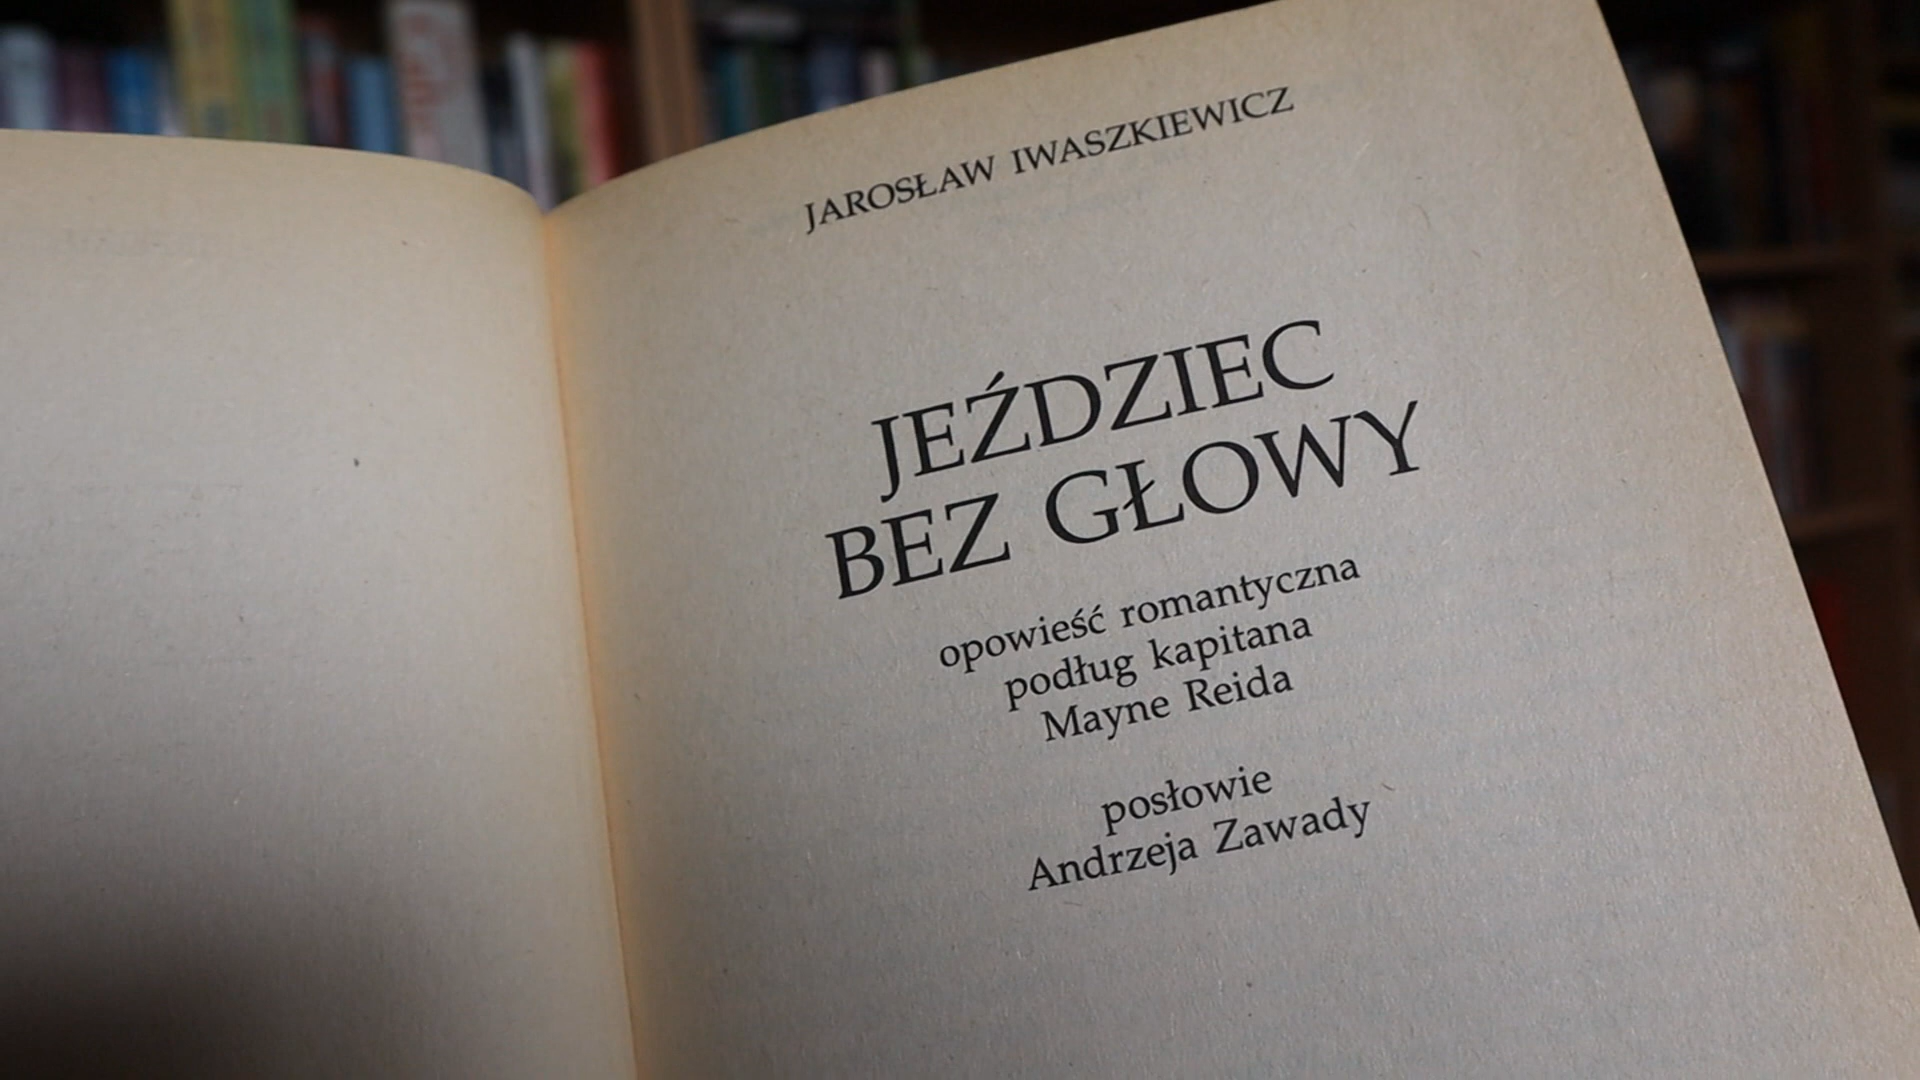 JAROSŁAW IWASZKIEWICZ
JEŹDZIEC
BEZ GŁOWY
opowieść romantyczna
podług kapitana
Mayne Reida
posłowie
Andrzeja Zawady